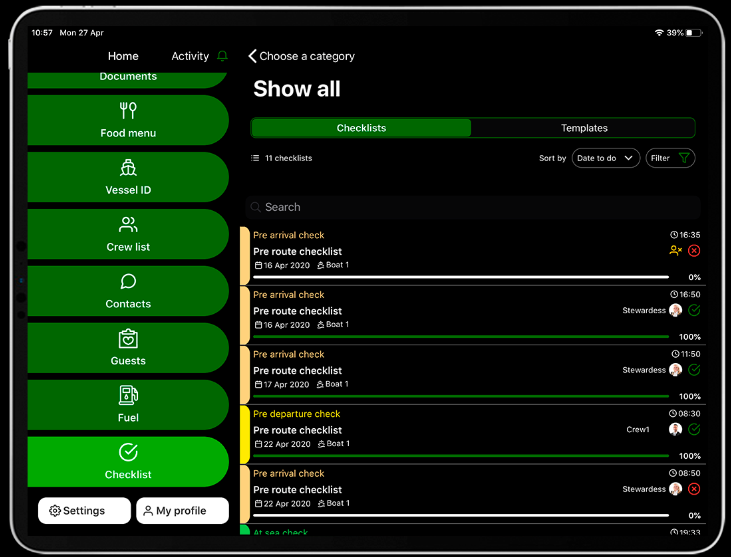 10:57 Mon 27 Apr
39%
Home
Activity
Documents
Food menu
Vessel ID
Crew list
Contacts
Guests
Fuel
Checklist
Settings
My profile
Choose a category
Show all
Checklists
Templates
11 checklists
Sort by
Date to do
Filter
Search
Pre arrival check
16:35
Pre route checklist
16 Apr 2020
Boat 1
0%
Pre arrival check
16:50
Pre route checklist
Stewardess
16 Apr 2020
Boat 1
100%
Pre arrival check
11:50
Pre route checklist
Stewardess
17 Apr 2020
Boat 1
100%
Pre departure check
08:30
Pre route checklist
Crew1
22 Apr 2020
Boat 1
100%
Pre arrival check
08:50
Pre route checklist
Stewardess
22 Apr 2020
Boat 1
0%
At sea check
19:33